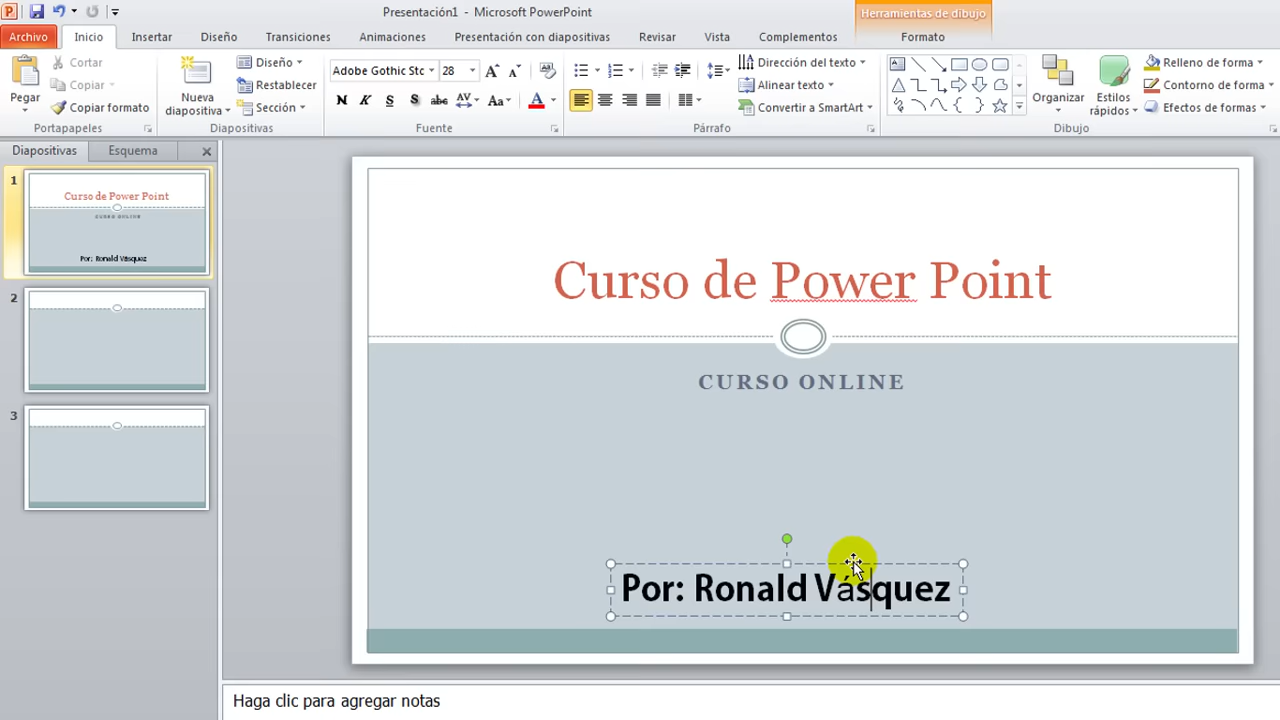 Presentación1 - Microsoft PowerPoint
Herramientas de dibujo
Archivo Inicio Insertar Diseño Transiciones Animaciones Presentación con diapositivas Revisar Vista Complementos Formato
Pegar
Cortar
Copiar
Copiar formato
Portapapeles
Nueva diapositiva
Diseño
Restablecer
Sección
Diapositivas
Adobe Gothic Stc 28
N K S S abc AV Aa A
Fuente
Dirección del texto
Alinear texto
Convertir a SmartArt
Párrafo
Organizar
Estilos rápidos
Relleno de forma
Contorno de forma
Efectos de formas
Dibujo
Diapositivas Esquema
1
Curso de Power Point
CURSO ONLINE
Por: Ronald Vásquez
2
3
Curso de Power Point
CURSO ONLINE
Por: Ronald Vásquez
Haga clic para agregar notas